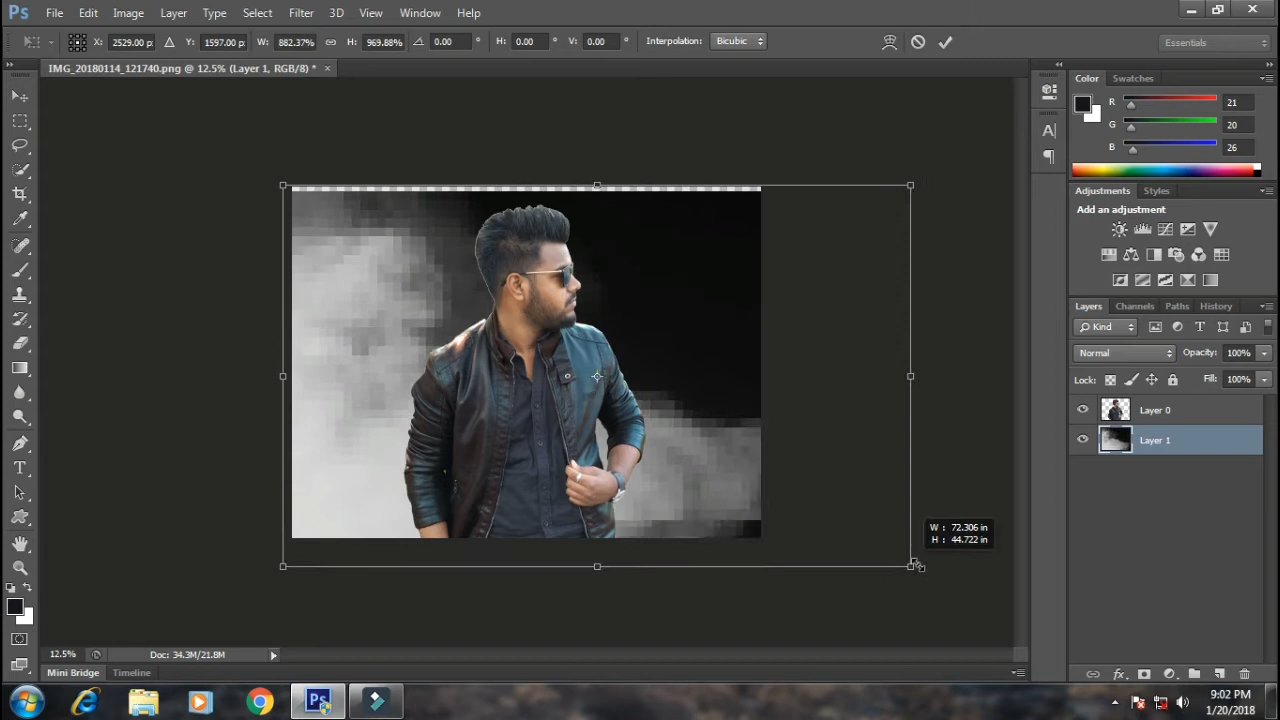 Ps File Edit Image Layer Type Select Filter 3D View Window Help
X: 2529.00 p Y: 1597.00 p W: 882.37% H: 969.88% 0.00 ° H: 0.00 ° V: 0.00 ° Interpolation: Bicubic Essentials
IMG_20180114_121740.png @ 12.5% (Layer 1, RGB/8) * ×
Color Swatches
R 21
G 20
B 26
Adjustments Styles
Add an adjustment
Layers Channels Paths History
Kind
Normal Opacity: 100%
Lock: Fill: 100%
Layer 0
Layer 1
W : 72.306 in
H : 44.722 in
12.5% Doc: 34.3M/21.8M
Mini Bridge Timeline
9:02 PM
1/20/2018